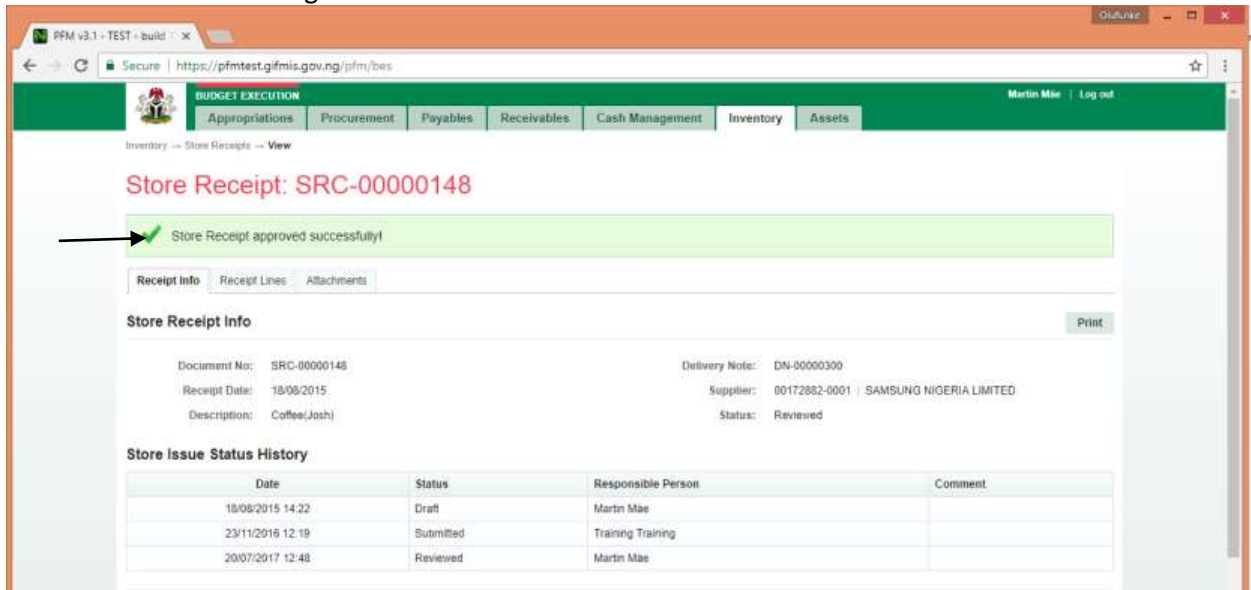 Olufunke
PFM v3.1 - TEST - build
Secure | https://pfmtest.gifmis.gov.ng/pfm/bes
BUDGET EXECUTION
Martin Mäe | Log out
Appropriations Procurement Payables Receivables Cash Management Inventory Assets
Inventory → Store Receipts → View
Store Receipt: SRC-00000148
Store Receipt approved successfully!
Receipt Info Receipt Lines Attachments
Store Receipt Info
Print
Document No: SRC-00000148 Delivery Note: DN-00000300
Receipt Date: 18/08/2015 Supplier: 00172882-0001 | SAMSUNG NIGERIA LIMITED
Description: Coffee(Josh) Status: Reviewed
Store Issue Status History
Date Status Responsible Person Comment
18/08/2015 14:22 Draft Martin Mäe
23/11/2016 12:19 Submitted Training Training
20/07/2017 12:48 Reviewed Martin Mäe